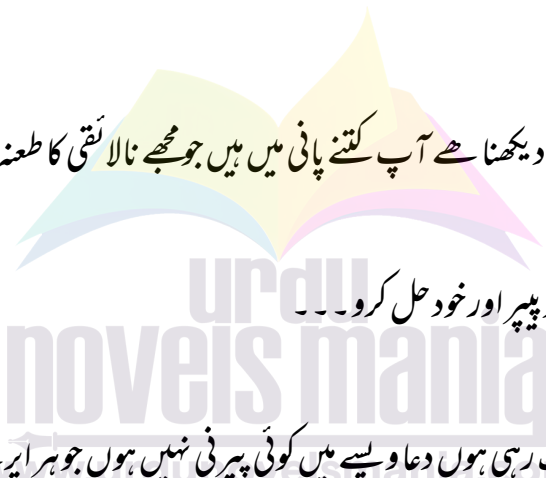 دیکھنا ھے آپ کتنے پانی میں ہیں جو مجھے نالائقی کا طعنہ
پیپر اور خود حل کرو۔۔۔
urdu
novels mania
رہی ہوں دعا ویسے میں کوئی پیرنی نہیں ہوں جو ہر